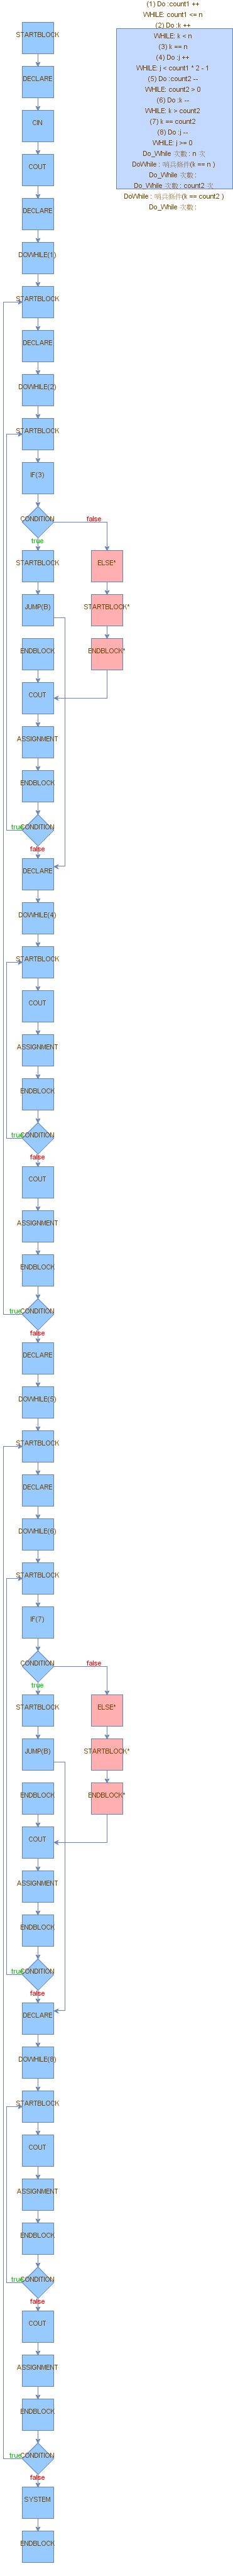 (1) Do :count1 ++
WHILE: count1 <= n
(2) Do :k ++
WHILE: k < n
(3) k == n
(4) Do :j ++
WHILE: j < count1 * 2 - 1
(5) Do :count2 --
WHILE: count2 > 0
(6) Do :k --
WHILE: k > count2
(7) k == count2
(8) Do :j --
WHILE: j >= 0
Do_While 次數 : n 次
DoWhile : 哨兵條件(k == n )
Do_While 次數 :
Do_While 次數 : count2 次
DoWhile : 哨兵條件(k == count2 )
Do_While 次數 :
STARTBLOCK
DECLARE
CIN
COUT
DECLARE
DOWHILE(1)
STARTBLOCK
DECLARE
DOWHILE(2)
STARTBLOCK
IF(3)
CONDITION
false
true
STARTBLOCK
ELSE*
JUMP(B)
STARTBLOCK*
ENDBLOCK
ENDBLOCK*
COUT
ASSIGNMENT
ENDBLOCK
true
CONDITION
false
DECLARE
DOWHILE(4)
STARTBLOCK
COUT
ASSIGNMENT
ENDBLOCK
true
CONDITION
false
COUT
ASSIGNMENT
ENDBLOCK
true
CONDITION
false
DECLARE
DOWHILE(5)
STARTBLOCK
DECLARE
DOWHILE(6)
STARTBLOCK
IF(7)
CONDITION
false
true
STARTBLOCK
ELSE*
JUMP(B)
STARTBLOCK*
ENDBLOCK
ENDBLOCK*
COUT
ASSIGNMENT
ENDBLOCK
true
CONDITION
false
DECLARE
DOWHILE(8)
STARTBLOCK
COUT
ASSIGNMENT
ENDBLOCK
true
CONDITION
false
COUT
ASSIGNMENT
ENDBLOCK
true
CONDITION
false
SYSTEM
ENDBLOCK